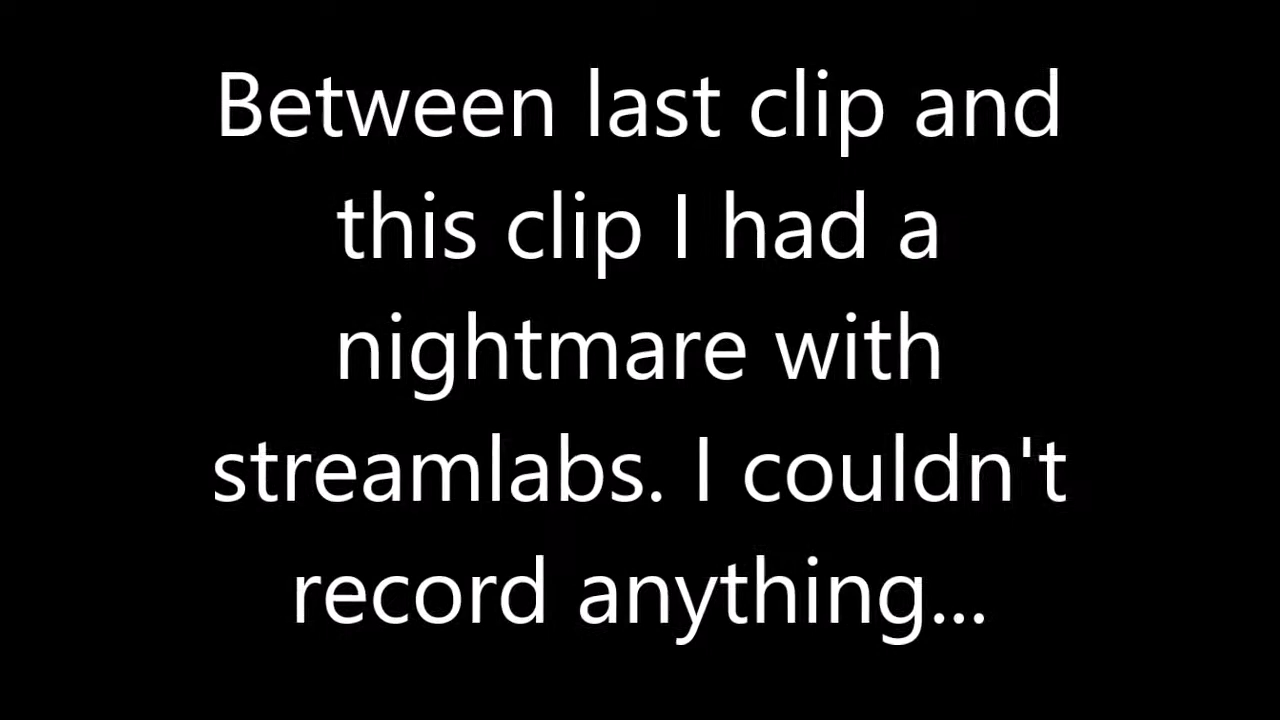 Between last clip and
this clip I had a
nightmare with
streamlabs. I couldn't
record anything...